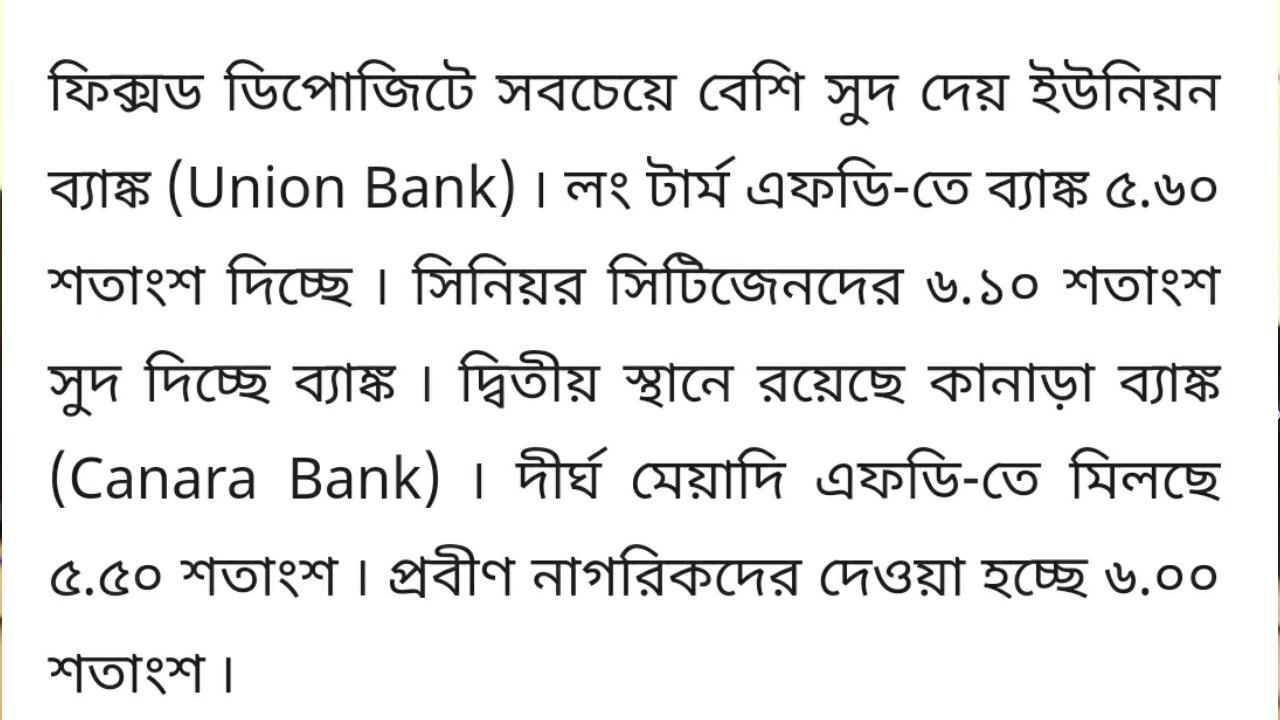 ফিক্সড ডিপোজিটে সবচেয়ে বেশি সুদ দেয় ইউনিয়ন
ব্যাঙ্ক (Union Bank) । লং টার্ম এফডি-তে ব্যাঙ্ক ৫.৬০
শতাংশ দিচ্ছে । সিনিয়র সিটিজেনদের ৬.১০ শতাংশ
সুদ দিচ্ছে ব্যাঙ্ক । দ্বিতীয় স্থানে রয়েছে কানাড়া ব্যাঙ্ক
(Canara Bank) । দীর্ঘ মেয়াদি এফডি-তে মিলছে
৫.৫০ শতাংশ । প্রবীণ নাগরিকদের দেওয়া হচ্ছে ৬.০০
শতাংশ ।